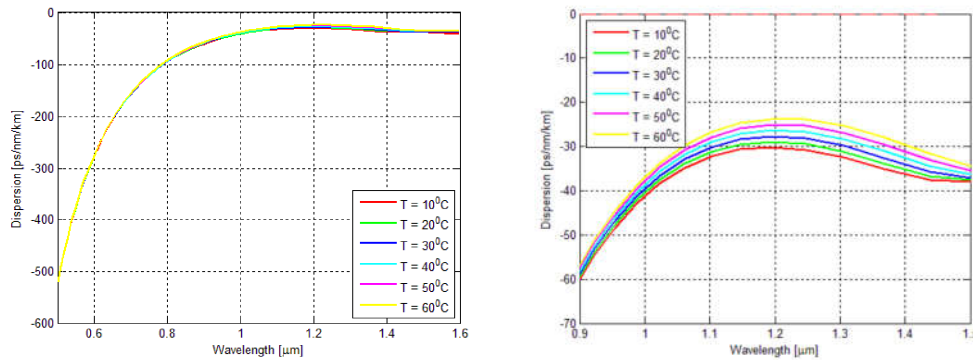 0
-100
-200
-300
-400
-500
-600
Dispersion [ps/nm/km]
T = 10⁰C
T = 20⁰C
T = 30⁰C
T = 40⁰C
T = 50⁰C
T = 60⁰C
0.6 0.8 1 1.2 1.4 1.6
Wavelength [µm]
0
-10
-20
-30
-40
-50
-60
-70
Dispersion [ps/nm/km]
T = 10⁰C
T = 20⁰C
T = 30⁰C
T = 40⁰C
T = 50⁰C
T = 60⁰C
0.9 1 1.1 1.2 1.3 1.4
Wavelength [µm]